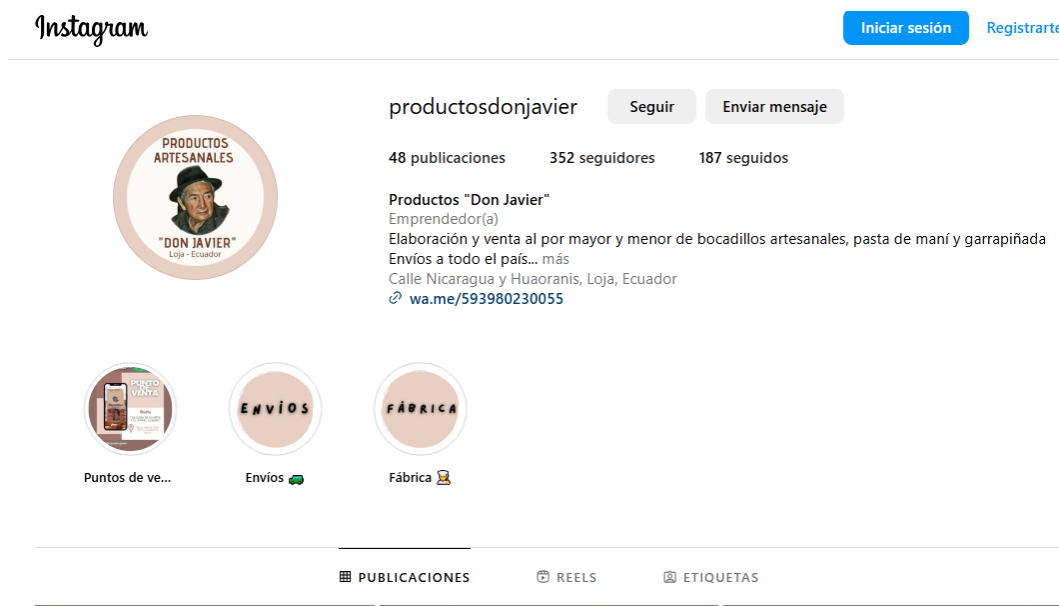 Instagram
Iniciar sesión
Registrarte
productosdonjavier
Seguir
Enviar mensaje
48 publicaciones
352 seguidores
187 seguidos
PRODUCTOS
ARTESANALES
"DON JAVIER"
Loja - Ecuador
Productos "Don Javier"
Emprendedor(a)
Elaboración y venta al por mayor y menor de bocadillos artesanales, pasta de maní y garrapiñada
Envíos a todo el país... más
Calle Nicaragua y Huaoranis, Loja, Ecuador
wa.me/593980230055
PUNTO
DE
VENTA
ENVÍOS
FÁBRICA
Puntos de ve...
Envíos
Fábrica
PUBLICACIONES
REELS
ETIQUETAS